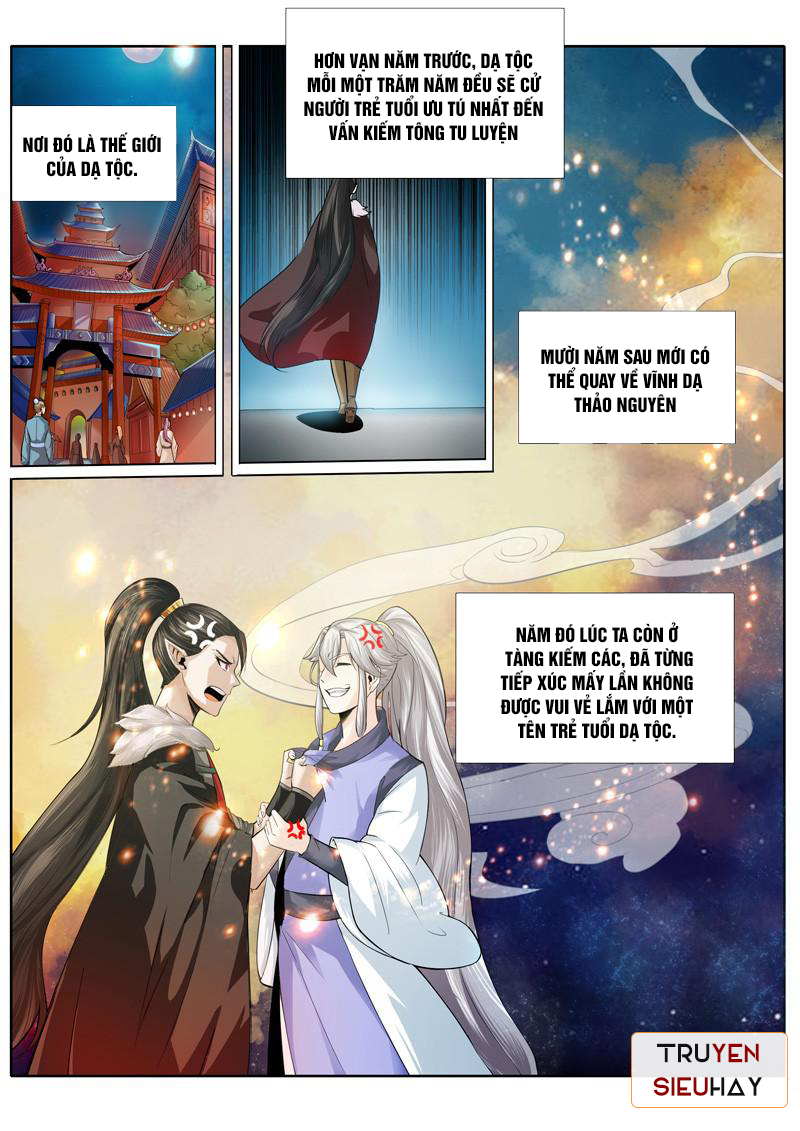 NƠI ĐÓ LÀ THẾ GIỚI
CỦA DẠ TỘC.
HƠN VẠN NĂM TRƯỚC, DẠ TỘC
MỖI MỘT TRĂM NĂM ĐỀU SẼ CỬ
NGƯỜI TRẺ TUỔI ƯU TÚ NHẤT ĐẾN
VẤN KIẾM TÔNG TU LUYỆN
MƯỜI NĂM SAU MỚI CÓ
THỂ QUAY VỀ VĨNH DẠ
THẢO NGUYÊN
NĂM ĐÓ LÚC TA CÒN Ở
TÀNG KIẾM CÁC, ĐÃ TỪNG
TIẾP XÚC MẤY LẦN KHÔNG
ĐƯỢC VUI VẺ LẮM VỚI MỘT
TÊN TRẺ TUỔI DẠ TỘC.
TRUYEN
SIEUHAY